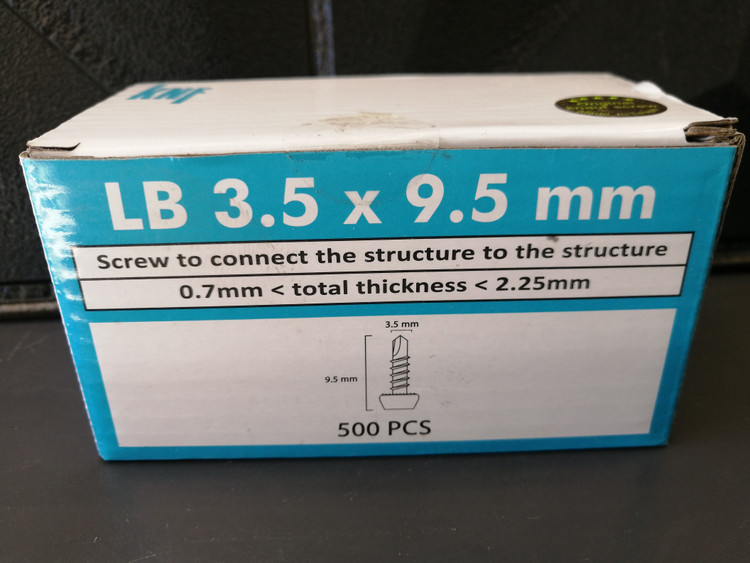 knf
LB 3.5 x 9.5 mm
Screw to connect the structure to the structure
0.7mm < total thickness < 2.25mm
3.5 mm
9.5 mm
500 PCS